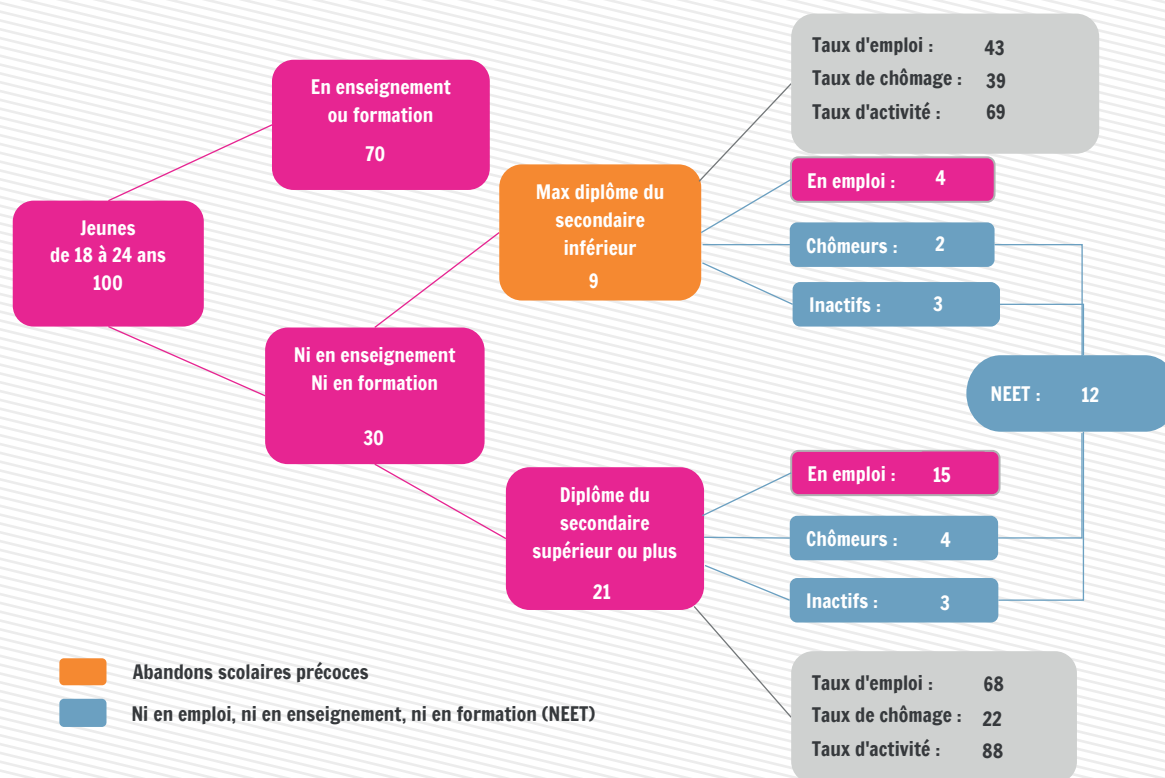 Jeunes
de 18 à 24 ans
100
En enseignement
ou formation
70
Ni en enseignement
Ni en formation
30
Max diplôme du
secondaire
inférieur
9
Diplôme du
secondaire
supérieur ou plus
21
Taux d'emploi : 43
Taux de chômage : 39
Taux d'activité : 69
En emploi : 4
Chômeurs : 2
Inactifs : 3
NEET : 12
En emploi : 15
Chômeurs : 4
Inactifs : 3
Taux d'emploi : 68
Taux de chômage : 22
Taux d'activité : 88
Abandons scolaires précoces
Ni en emploi, ni en enseignement, ni en formation (NEET)